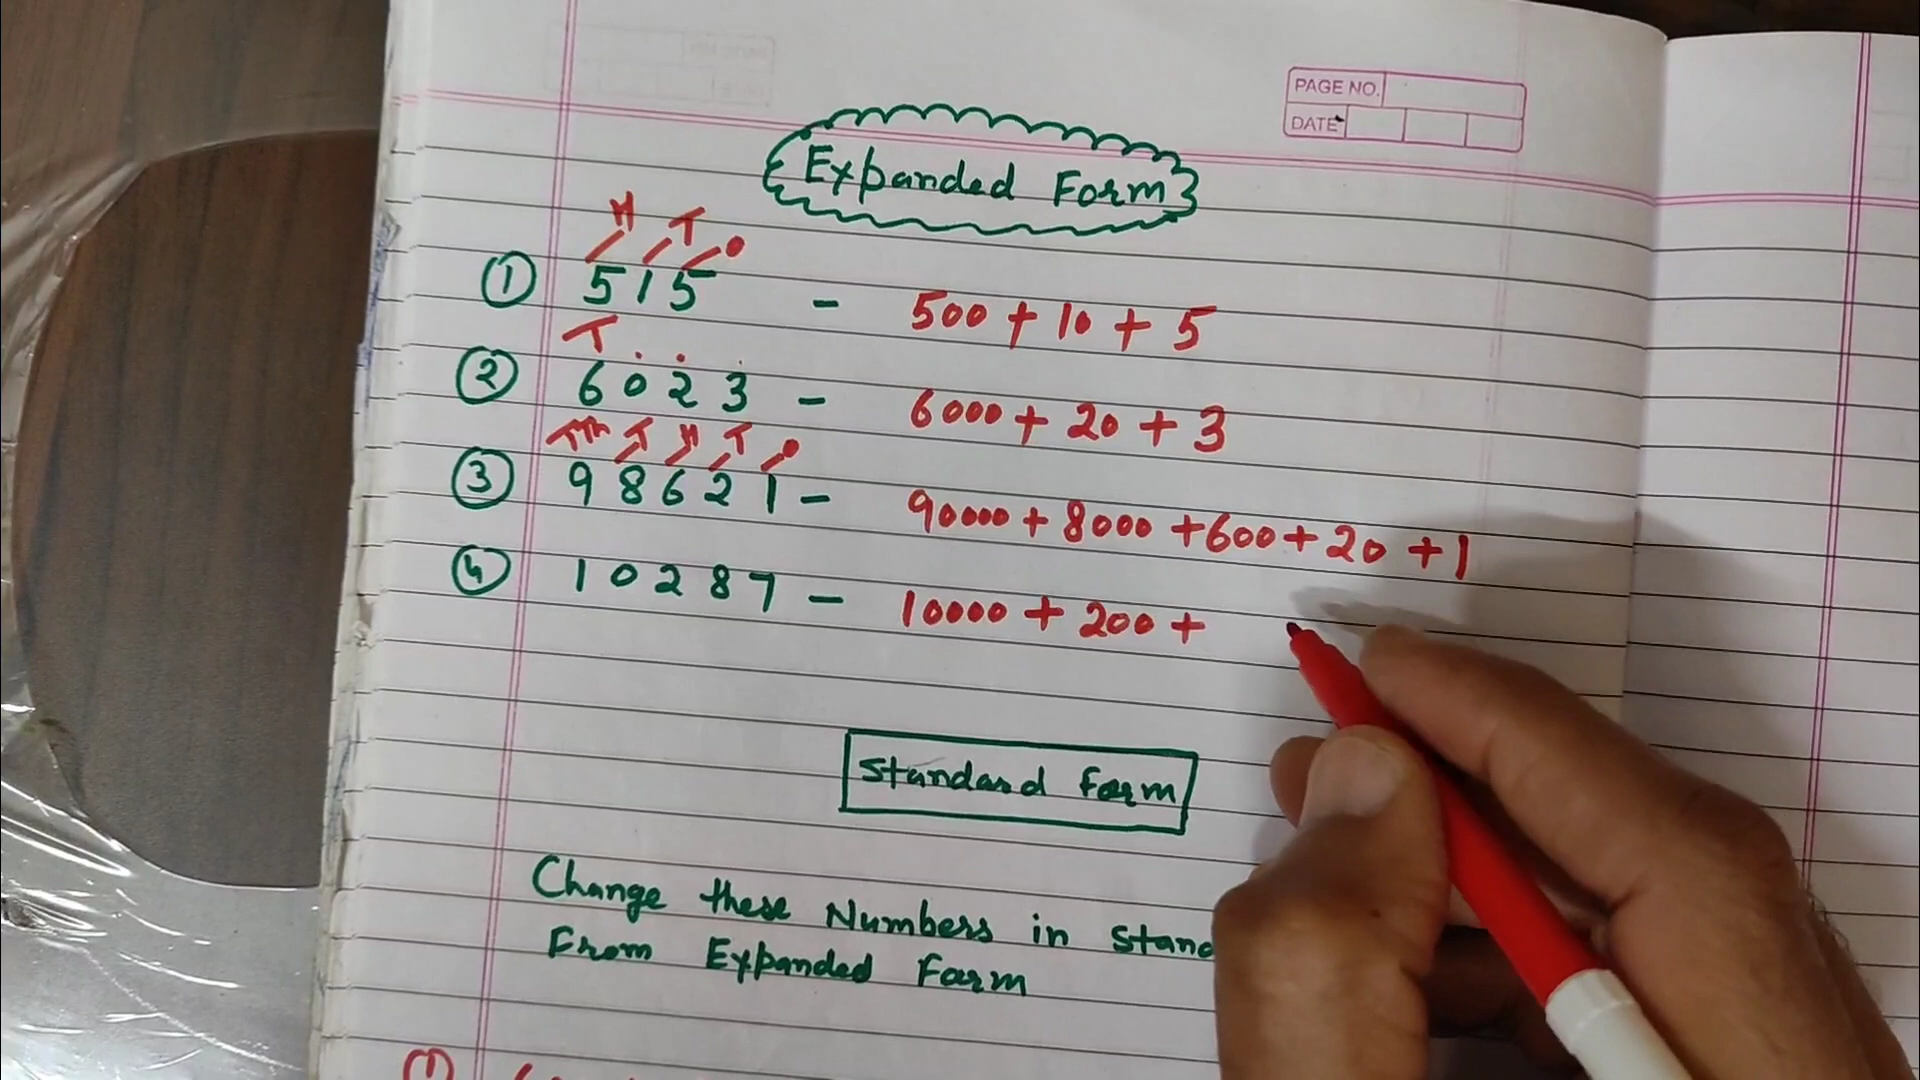 PAGE NO.
DATE
Expanded Form
H T O
① 515 - 500 + 10 + 5
T
② 6023 - 6000 + 20 + 3
TTh T H T O
③ 98621 - 90000 + 8000 + 600 + 20 + 1
④ 10287 - 10000 + 200 +
Standard Form
Change these Numbers in Stand
From Expanded Form
①